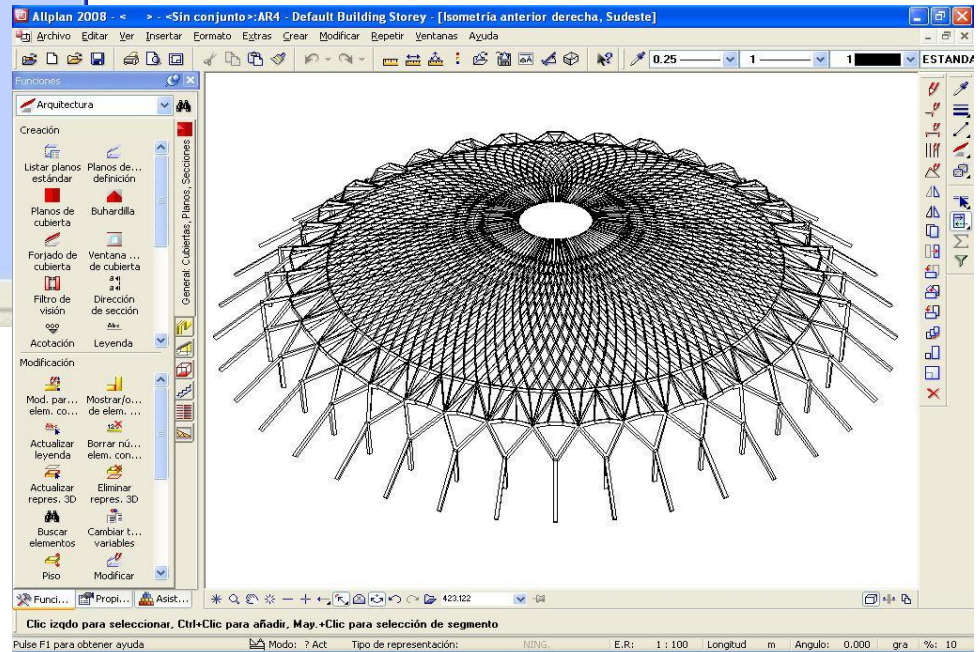 Allplan 2008 - < > - <Sin conjunto>:AR4 - Default Building Storey - [Isometría anterior derecha, Sudeste]
Archivo Editar Ver Insertar Formato Extras Crear Modificar Repetir Ventanas Ayuda
0.25 1 1 ESTANDA
Funciones
Arquitectura
Creación
Listar planos estándar
Planos de... definición
Planos de cubierta
Buhardilla
Forjado de cubierta
Ventana ... de cubierta
Filtro de visión
Dirección de sección
Acotación
Leyenda
General: Cubiertas, Planos, Secciones
Modificación
Mod. par... elem. co...
Mostrar/o... de elem. ...
Actualizar leyenda
Borrar nú... elem. con...
Actualizar repres. 3D
Eliminar repres. 3D
Buscar elementos
Cambiar t... variables
Piso
Modificar
Funci... Propi... Asist...
423.122
Clic izqdo para seleccionar, Ctrl+Clic para añadir, May.+Clic para selección de segmento
Pulse F1 para obtener ayuda Modo: ? Act Tipo de representación: NING. E.R: 1 : 100 Longitud m Angulo: 0.000 gra %: 10